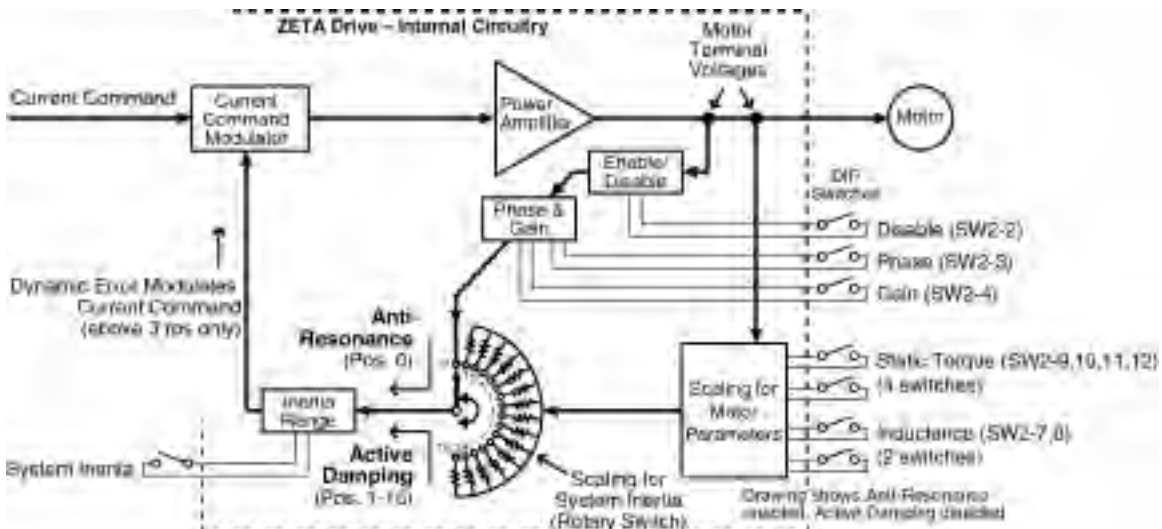 ZETA Drive – Internal Circuitry
Motor
Terminal
Voltages
Current Command
Current
Command
Modulator
Power
Amplifier
Motor
Enable/
Disable
DIP
Switches
Phase &
Gain
Disable (SW2-2)
Phase (SW2-3)
Gain (SW2-4)
Dynamic Error Modulates
Current Command
(above 3 rps only)
Anti-
Resonance
(Pos. 0)
Static Torque (SW2-9,10,11,12)
(4 switches)
Scaling for
Motor
Parameters
Inertia
Range
Inductance (SW2-7,8)
(2 switches)
System Inertia
Active
Damping
(Pos. 1-15)
Scaling for
System Inertia
(Rotary Switch)
Drawing shows Anti-Resonance
enabled, Active Damping disabled